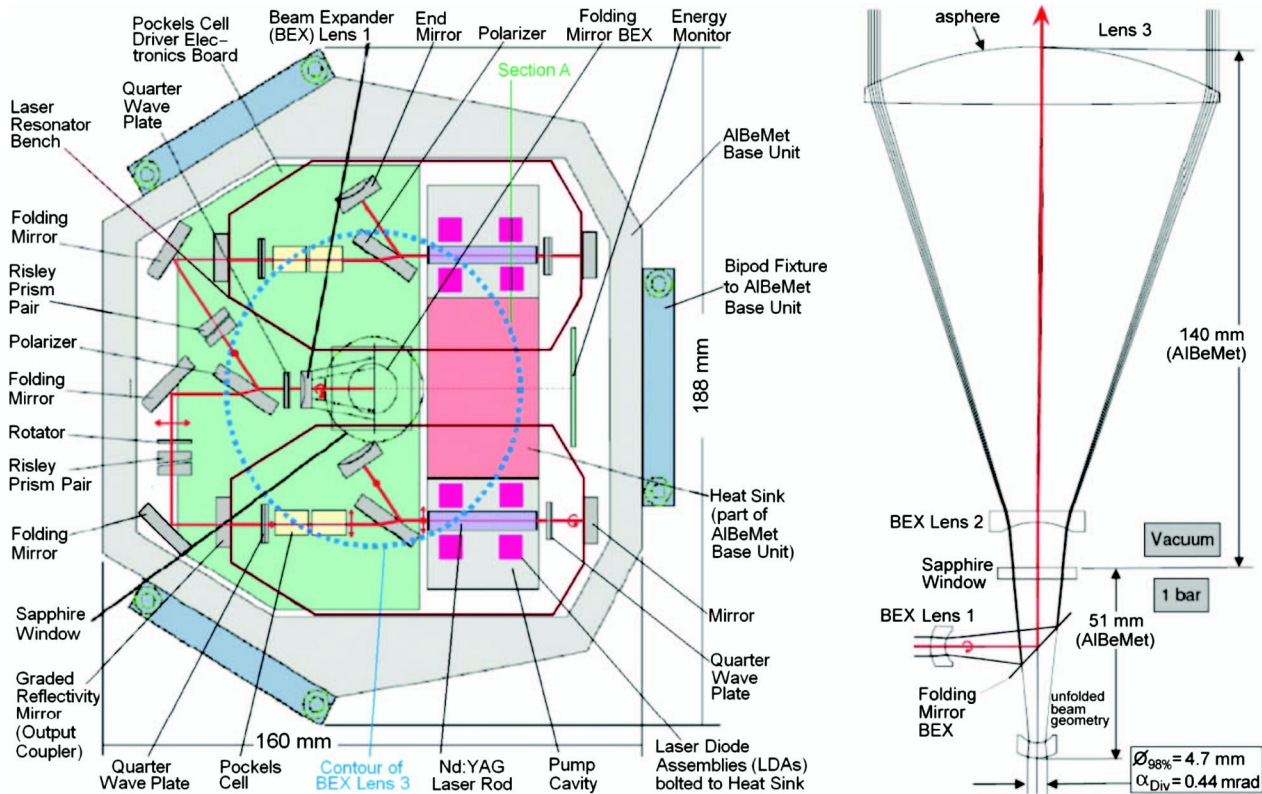 Pockels Cell
Driver Elec–
tronics Board
Beam Expander
(BEX) Lens 1
End
Mirror
Polarizer
Folding
Mirror BEX
Energy
Monitor
Section A
Quarter
Wave
Plate
Laser
Resonator
Bench
Folding
Mirror
Risley
Prism
Pair
Polarizer
Folding
Mirror
Rotator
Risley
Prism Pair
Folding
Mirror
Sapphire
Window
Graded
Reflectivity
Mirror
(Output
Coupler)
Quarter
Wave Plate
Pockels
Cell
Contour of
BEX Lens 3
Nd:YAG
Laser Rod
Pump
Cavity
Laser Diode
Assemblies (LDAs)
bolted to Heat Sink
160 mm
AlBeMet
Base Unit
Bipod Fixture
to AlBeMet
Base Unit
188 mm
Heat Sink
(part of
AlBeMet
Base Unit)
Mirror
Quarter
Wave
Plate
asphere
Lens 3
140 mm
(AlBeMet)
BEX Lens 2
Vacuum
Sapphire
Window
1 bar
BEX Lens 1
51 mm
(AlBeMet)
Folding
Mirror
BEX
unfolded
beam
geometry
Ø98%= 4.7 mm
αDiv= 0.44 mrad